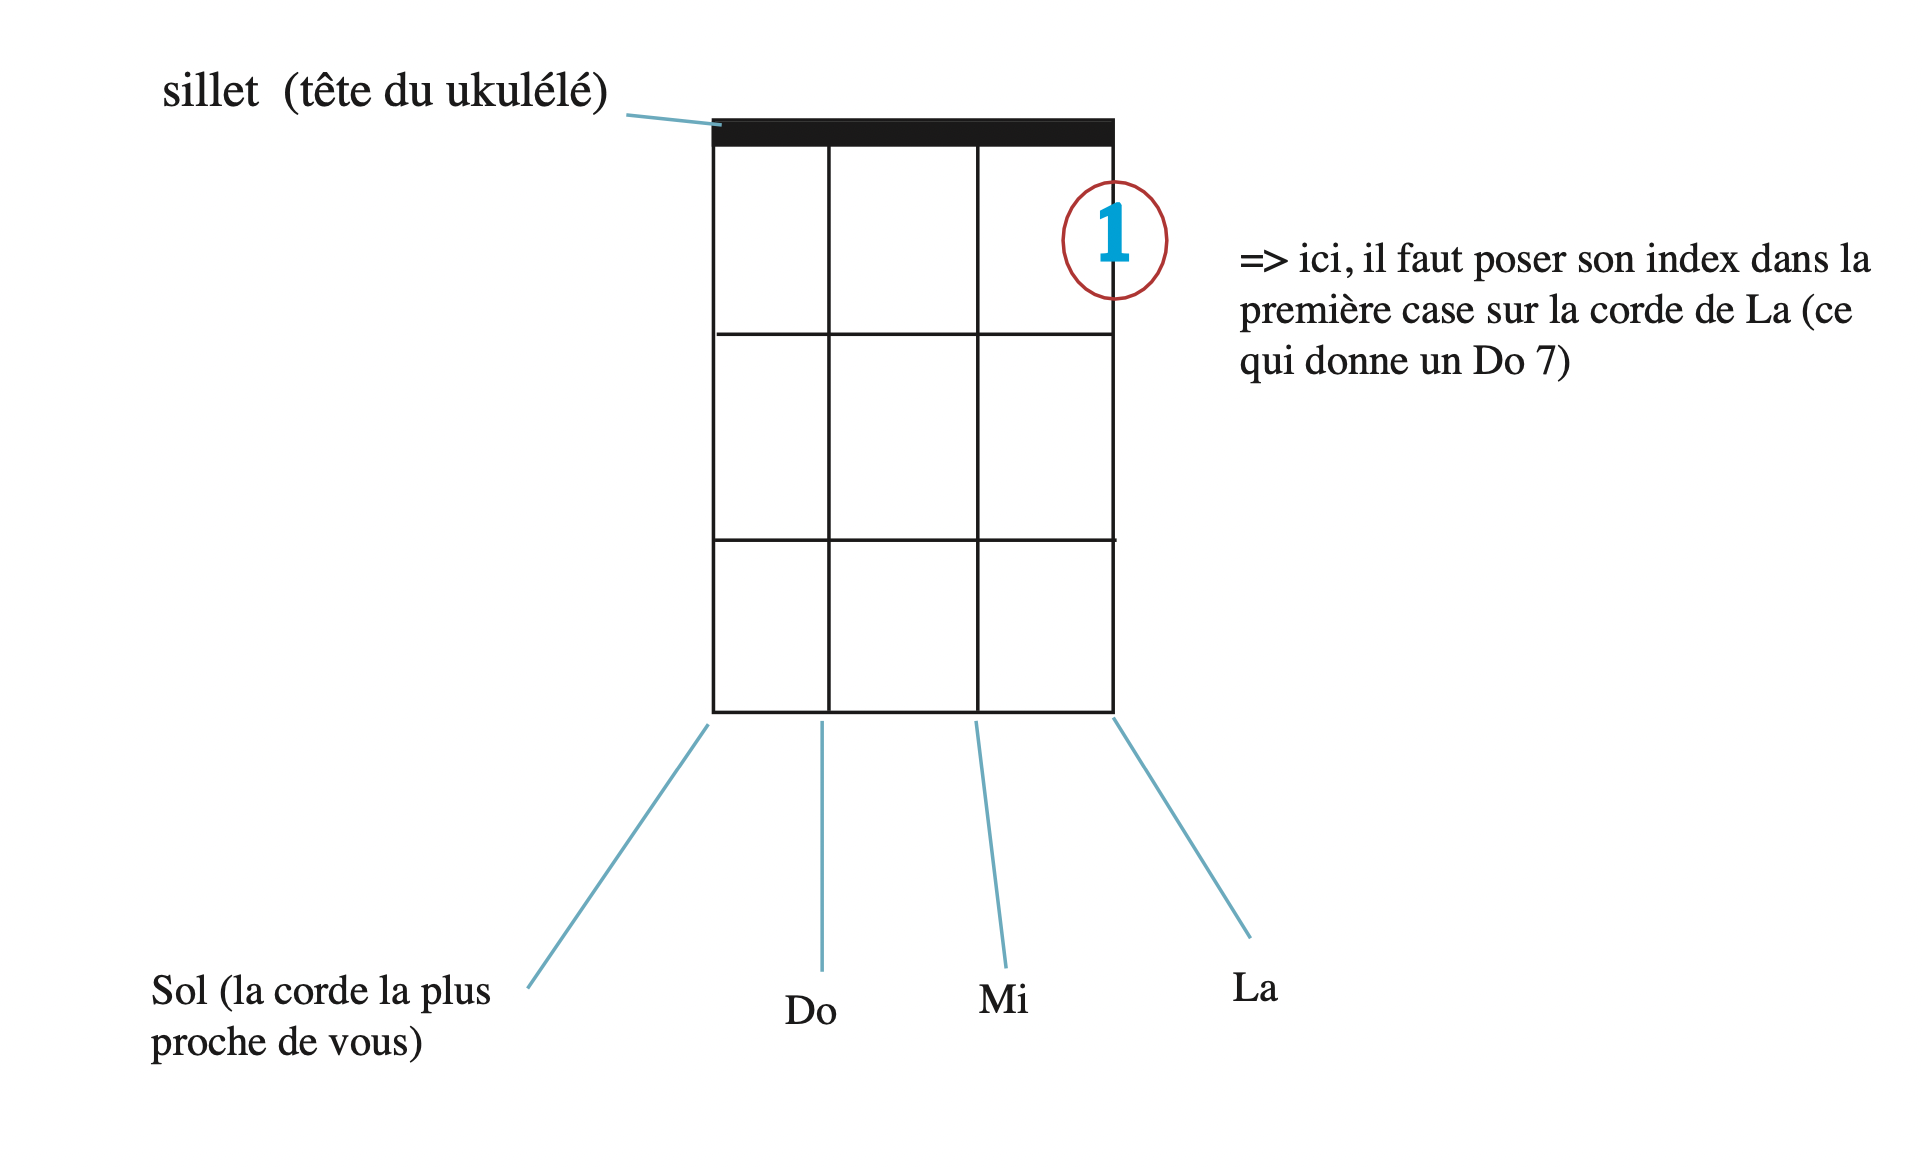 sillet  (tête du ukulélé)
1
=> ici, il faut poser son index dans la
première case sur la corde de La (ce
qui donne un Do 7)
Sol (la corde la plus
proche de vous)
Do
Mi
La